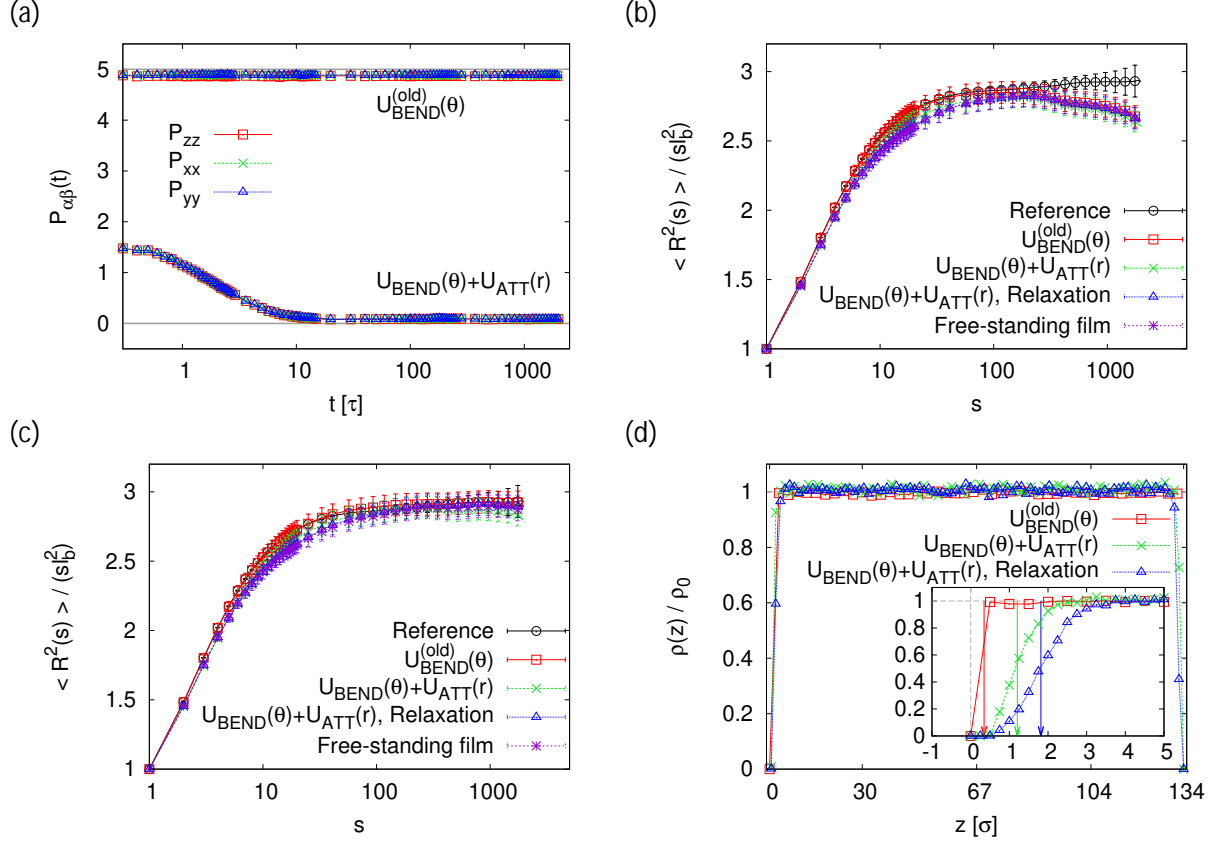 (a)
5
4
3
2
1
0
1
10
100
1000
P_αβ(t)
t [τ]
U_BEND^(old)(θ)
P_zz
P_xx
P_yy
U_BEND(θ)+U_ATT(r)
(b)
3
2.5
2
1.5
1
1
10
100
1000
< R²(s) > / (sl_b²)
s
Reference
U_BEND^(old)(θ)
U_BEND(θ)+U_ATT(r)
U_BEND(θ)+U_ATT(r), Relaxation
Free-standing film
(c)
3
2.5
2
1.5
1
1
10
100
1000
< R²(s) > / (sl_b²)
s
Reference
U_BEND^(old)(θ)
U_BEND(θ)+U_ATT(r)
U_BEND(θ)+U_ATT(r), Relaxation
Free-standing film
(d)
1
0.8
0.6
0.4
0.2
0
0
30
67
104
134
ρ(z) / ρ₀
z [σ]
U_BEND^(old)(θ)
U_BEND(θ)+U_ATT(r)
U_BEND(θ)+U_ATT(r), Relaxation
1
0.8
0.6
0.4
0.2
0
-1
0
1
2
3
4
5